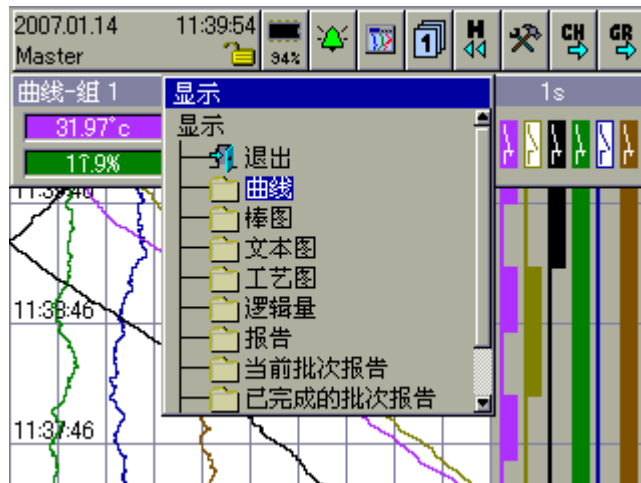 2007.01.14 11:39:54
Master
94%
1
H
CH
GR
曲线-组 1
显示
1s
31.97°c
11.9%
显示
退出
曲线
棒图
文本图
工艺图
逻辑量
报告
当前批次报告
已完成的批次报告
11:38:46
11:37:46